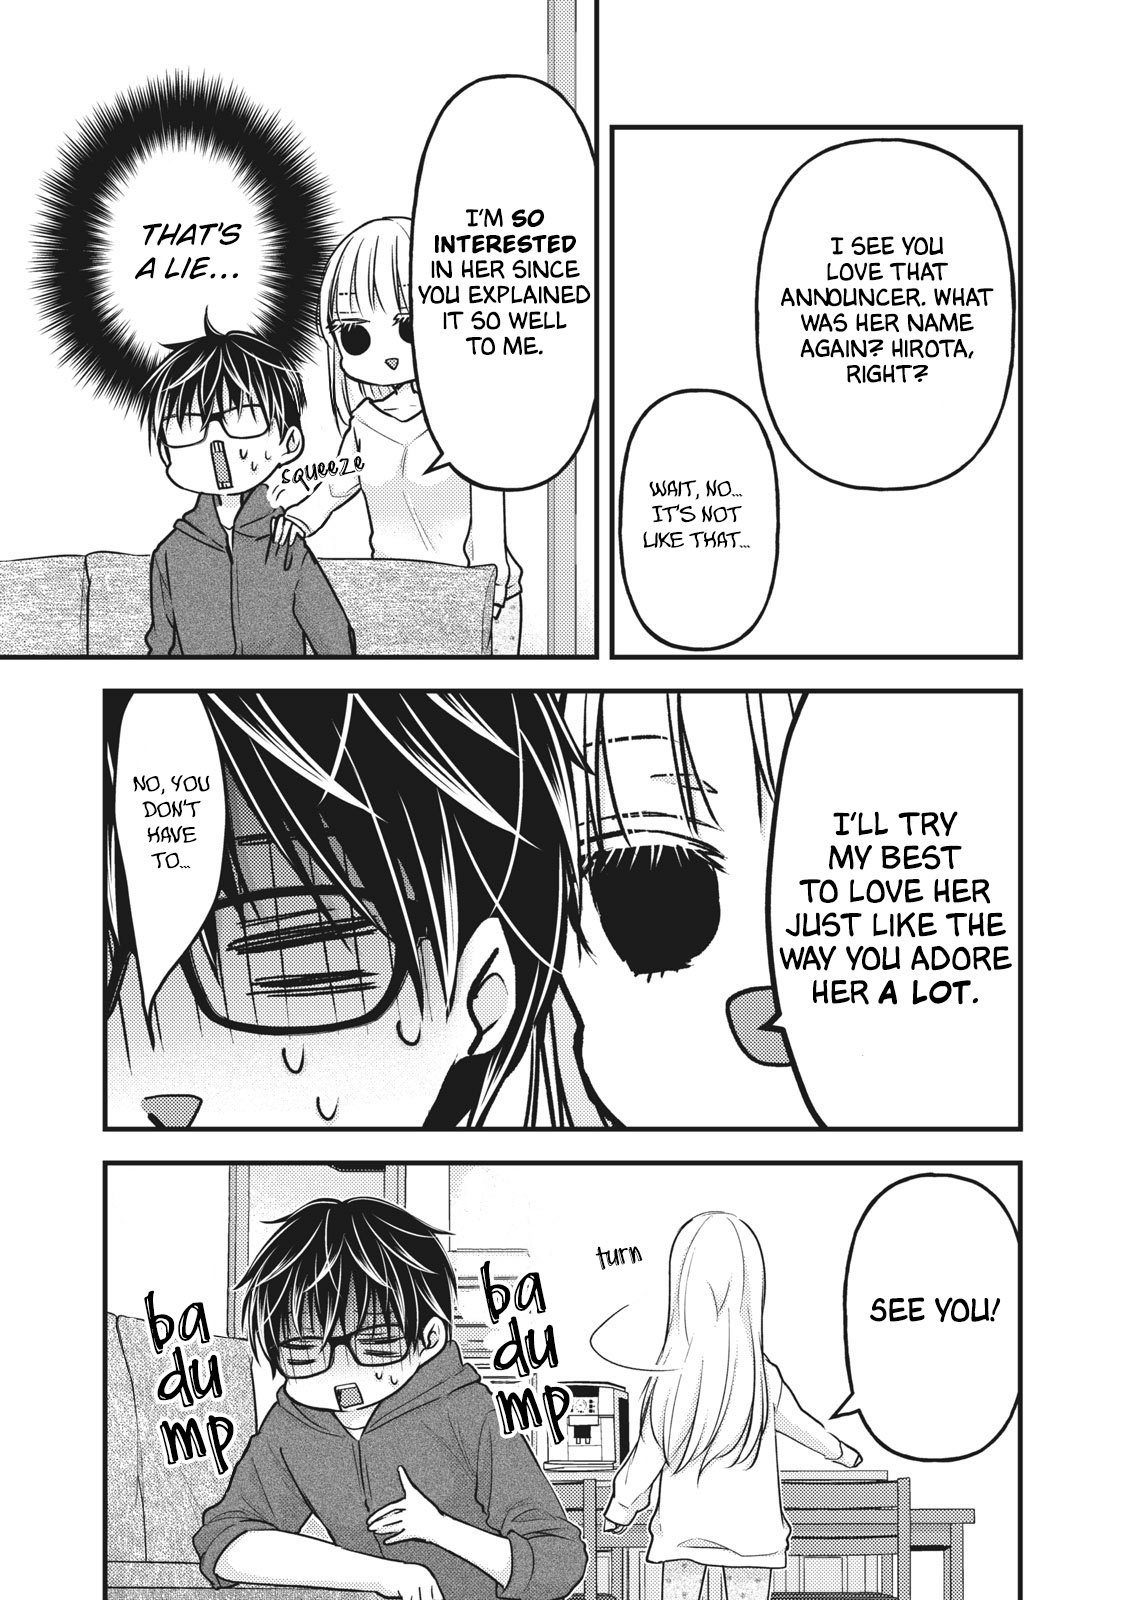 I SEE YOU
LOVE THAT
ANNOUNCER. WHAT
WAS HER NAME
AGAIN? HIROTA,
RIGHT?
WAIT, NO...
IT'S NOT
LIKE THAT...
I'M SO
INTERESTED
IN HER SINCE
YOU EXPLAINED
IT SO WELL
TO ME.
squeeze
THAT'S
A LIE...
I'LL TRY
MY BEST
TO LOVE HER
JUST LIKE THE
WAY YOU ADORE
HER A LOT.
NO, YOU
DON'T
HAVE
TO...
SEE YOU!
turn
ba
du
mp
ba
du
mp